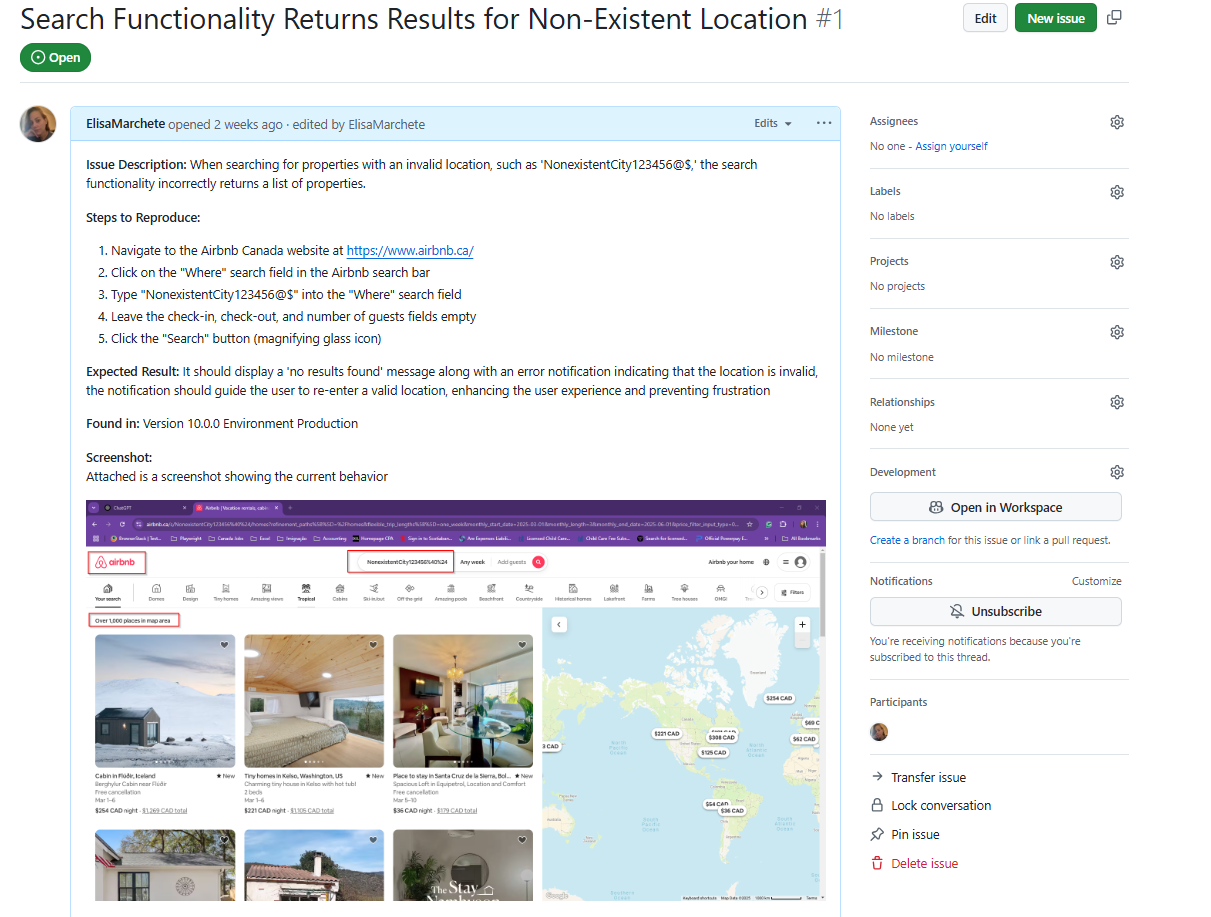 Search Functionality Returns Results for Non-Existent Location #1
Edit
New issue
Open
ElisaMarchete opened 2 weeks ago · edited by ElisaMarchete
Edits
Issue Description: When searching for properties with an invalid location, such as 'NonexistentCity123456@$,' the search
functionality incorrectly returns a list of properties.
Steps to Reproduce:
1. Navigate to the Airbnb Canada website at https://www.airbnb.ca/
2. Click on the "Where" search field in the Airbnb search bar
3. Type "NonexistentCity123456@$" into the "Where" search field
4. Leave the check-in, check-out, and number of guests fields empty
5. Click the "Search" button (magnifying glass icon)
Expected Result: It should display a 'no results found' message along with an error notification indicating that the location is invalid,
the notification should guide the user to re-enter a valid location, enhancing the user experience and preventing frustration
Found in: Version 10.0.0 Environment Production
Screenshot:
Attached is a screenshot showing the current behavior
ChatGPT
Airbnb | Vacation rentals, cabin
airbnb
NonexistentCity123456%40%24
Any week
Add guests
Airbnb your home
Your search
Domes
Design
Tiny homes
Amazing views
Tropical
Cabins
Ski-in/out
Off the grid
Amazing pools
Beachfront
Countryside
Historical homes
Lakefront
Farms
Tree houses
OMG!
Filters
Over 1,000 places in map area
Cabin in Flúðir, Iceland
New
Berghylur Cabin near Flúðir
Free cancellation
Mar 1–6
$254 CAD night · $1,269 CAD total
Tiny homes in Kelso, Washington, US
New
Charming tiny house in Kelso with hot tub!
2 beds
Mar 1–6
$221 CAD night · $1,105 CAD total
Place to stay in Santa Cruz de la Sierra, Bol...
New
Spacious Loft in Equipetrol, Location and Comfort
Free cancellation
Mar 5–10
$36 CAD night · $179 CAD total
The Stay
$254 CAD
$221 CAD
$308 CAD
$125 CAD
$62 CAD
$54 CAD
$36 CAD
Google
Keyboard shortcuts
Map Data ©2025
Terms
Assignees
No one - Assign yourself
Labels
No labels
Projects
No projects
Milestone
No milestone
Relationships
None yet
Development
Open in Workspace
Create a branch for this issue or link a pull request.
Notifications
Customize
Unsubscribe
You're receiving notifications because you're
subscribed to this thread.
Participants
Transfer issue
Lock conversation
Pin issue
Delete issue